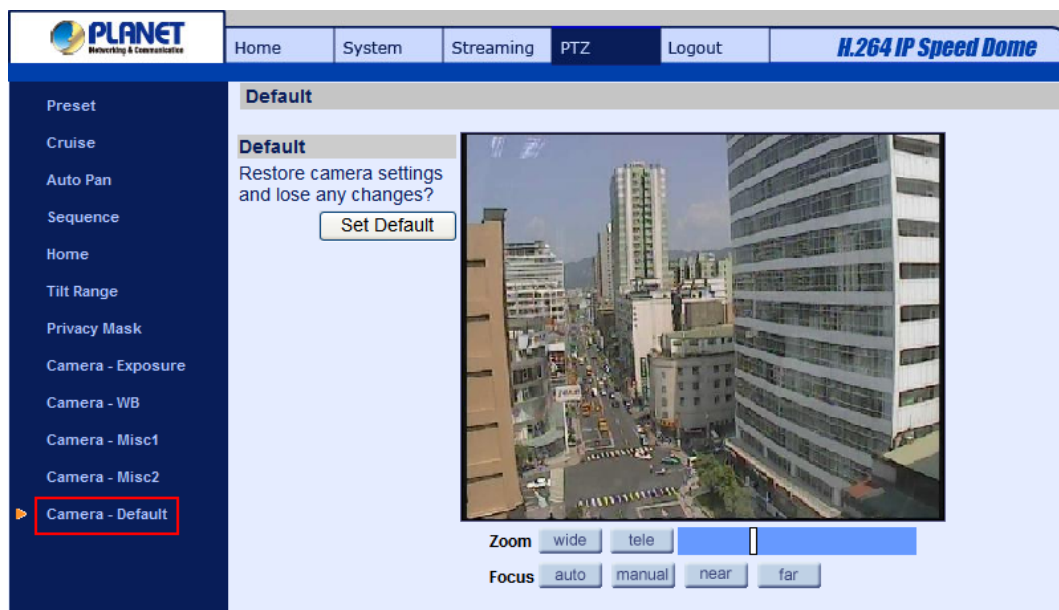 PLANET
Networking & Communication
Home
System
Streaming
PTZ
Logout
H.264 IP Speed Dome
Preset
Cruise
Auto Pan
Sequence
Home
Tilt Range
Privacy Mask
Camera - Exposure
Camera - WB
Camera - Misc1
Camera - Misc2
Camera - Default
Default
Default
Restore camera settings
and lose any changes?
Set Default
Zoom wide tele
Focus auto manual near far